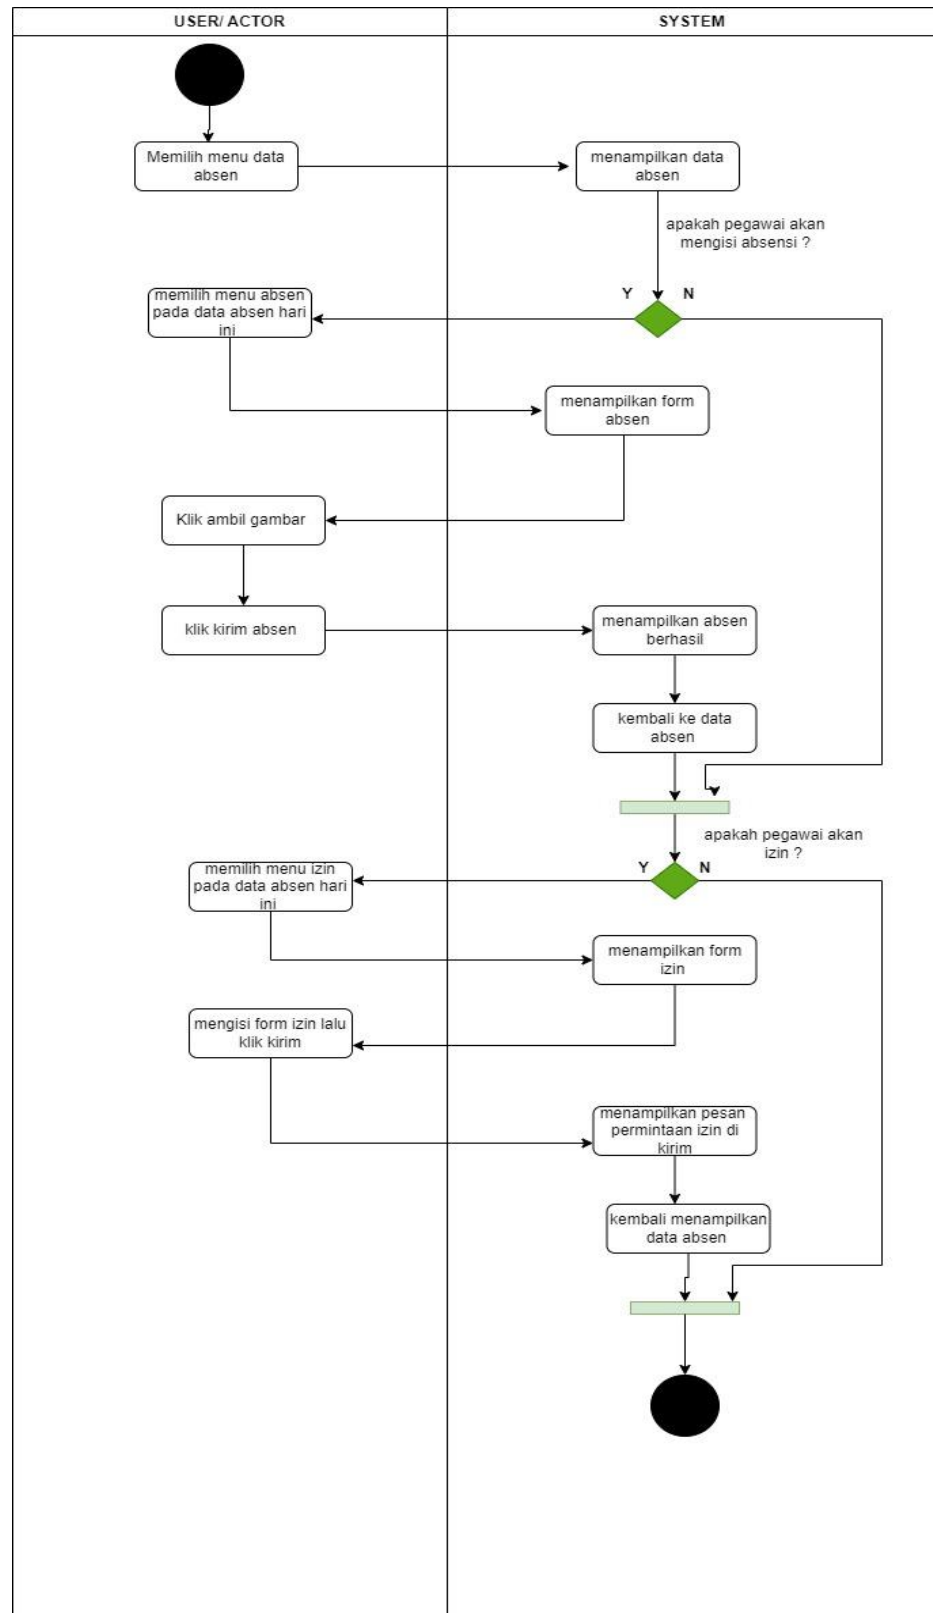 USER/ ACTOR
SYSTEM
Memilih menu data
absen
menampilkan data
absen
apakah pegawai akan
mengisi absensi ?
Y
N
memilih menu absen
pada data absen hari
ini
menampilkan form
absen
Klik ambil gambar
klik kirim absen
menampilkan absen
berhasil
kembali ke data
absen
apakah pegawai akan
izin ?
Y
N
memilih menu izin
pada data absen hari
ini
menampilkan form
izin
mengisi form izin lalu
klik kirim
menampilkan pesan
permintaan izin di
kirim
kembali menampilkan
data absen